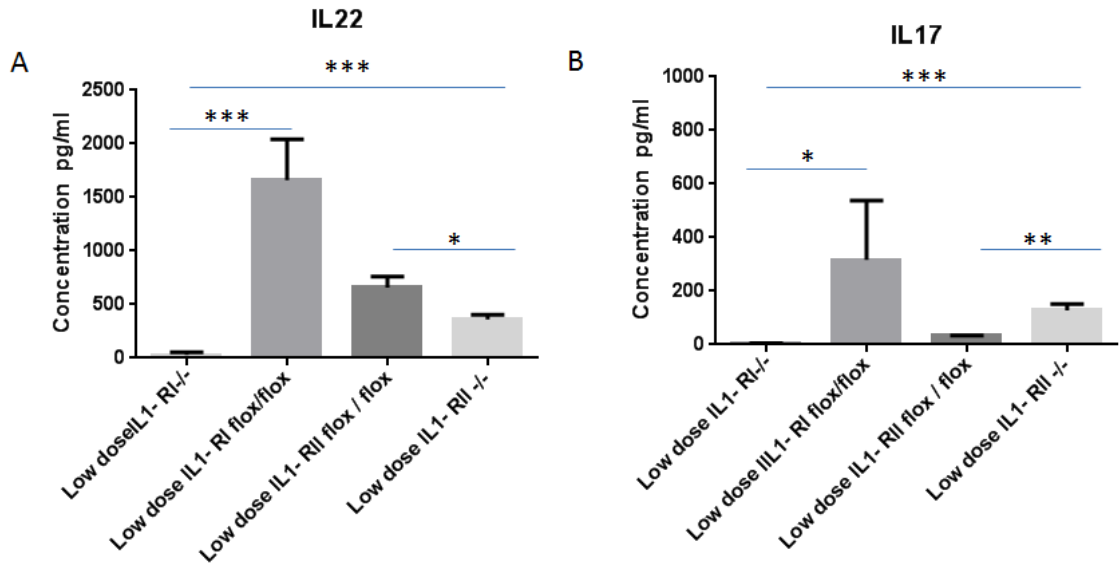 IL22
A
***
***
*
Concentration pg/ml
2500
2000
1500
1000
500
0
Low doseIL1- RI-/-
Low dose IL1- RI flox/flox
Low dose IL1- RII flox / flox
Low dose IL1- RII -/-
IL17
B
***
*
**
Concentration pg/ml
1000
800
600
400
200
0
Low dose IL1- RI-/-
Low dose IIL1- RI flox/flox
Low dose IL1- RII flox / flox
Low dose IL1- RII -/-